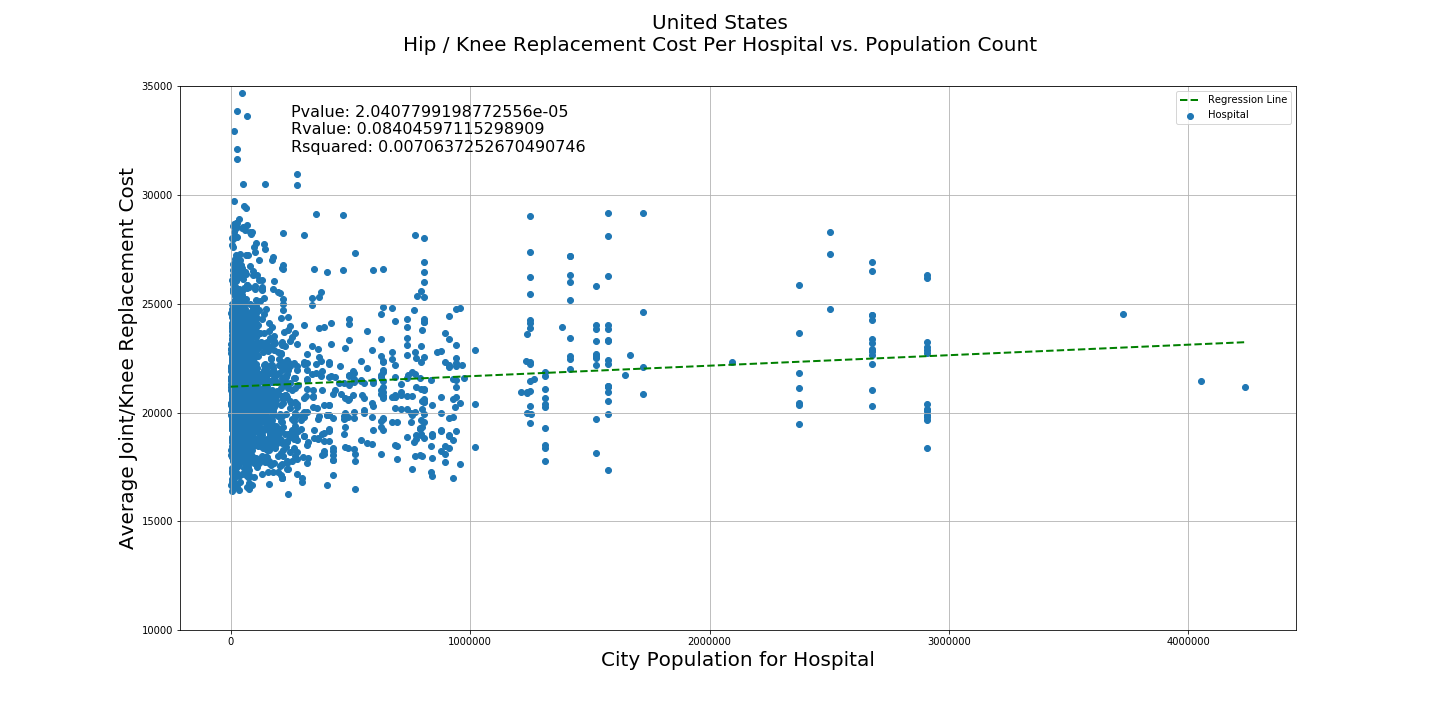 United States
Hip / Knee Replacement Cost Per Hospital vs. Population Count
Pvalue: 2.0407799198772556e-05
Rvalue: 0.08404597115298909
Rsquared: 0.0070637252670490746
Regression Line
Hospital
Average Joint/Knee Replacement Cost
35000
30000
25000
20000
15000
10000
0 1000000 2000000 3000000 4000000
City Population for Hospital